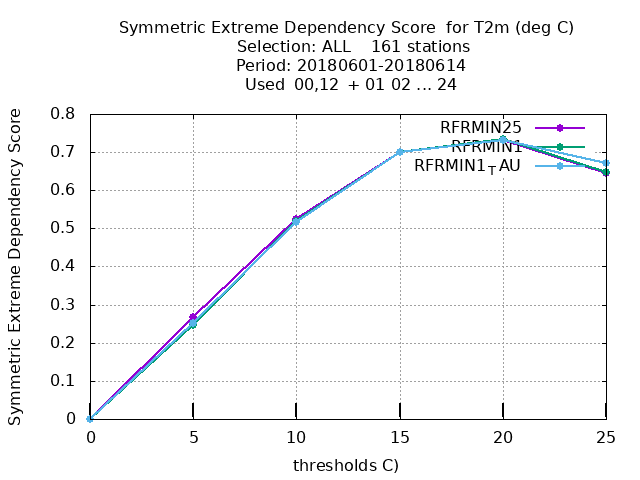 Symmetric Extreme Dependency Score for T2m (deg C)
Selection: ALL 161 stations
Period: 20180601-20180614
Used 00,12 + 01 02 ... 24
Symmetric Extreme Dependency Score
0.8
0.7
0.6
0.5
0.4
0.3
0.2
0.1
0
RFRMIN25
RFRMIN1
RFRMIN1TAU
0 5 10 15 20 25
thresholds C)